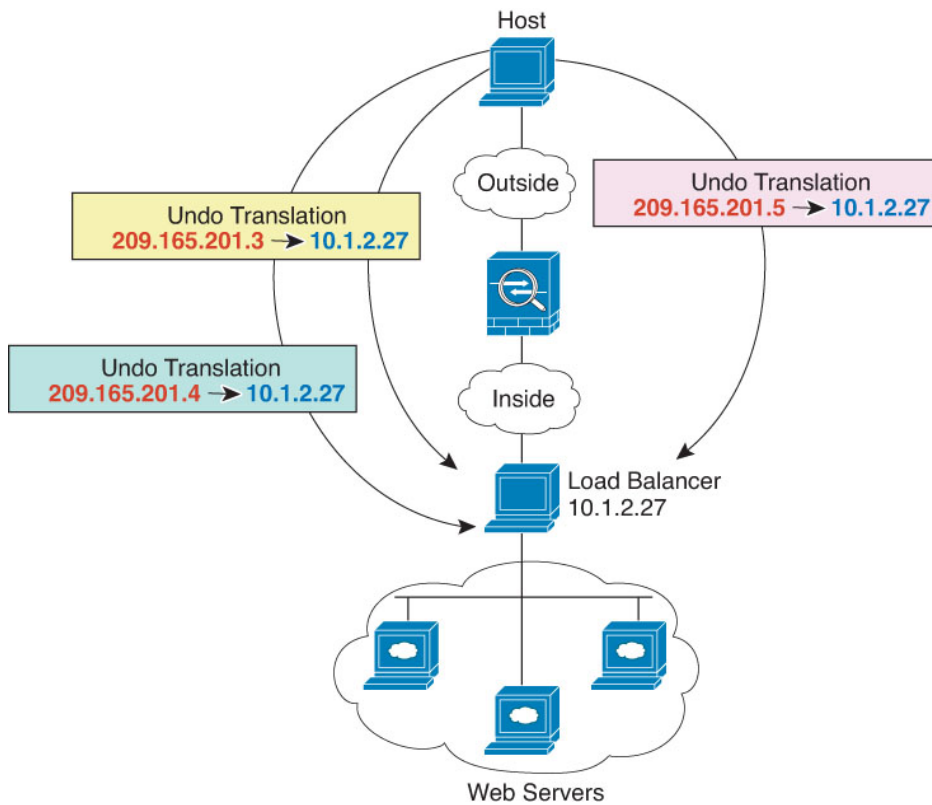 Host
Outside
Undo Translation
209.165.201.3 → 10.1.2.27
Undo Translation
209.165.201.5 → 10.1.2.27
Undo Translation
209.165.201.4 → 10.1.2.27
Inside
Load Balancer
10.1.2.27
Web Servers